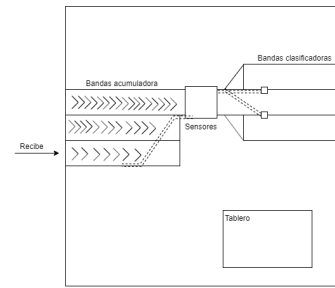 Bandas clasificadoras
Bandas acumuladora
Sensores
Recibe
Tablero